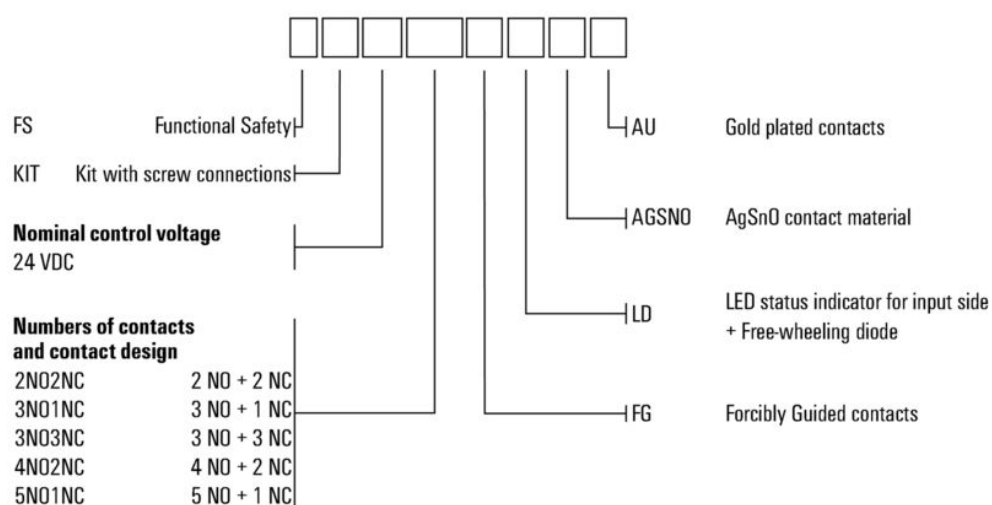 FS Functional Safety
KIT Kit with screw connections
Nominal control voltage
24 VDC
Numbers of contacts
and contact design
2NO2NC 2 NO + 2 NC
3NO1NC 3 NO + 1 NC
3NO3NC 3 NO + 3 NC
4NO2NC 4 NO + 2 NC
5NO1NC 5 NO + 1 NC
AU Gold plated contacts
AGSNO AgSnO contact material
LD LED status indicator for input side
+ Free-wheeling diode
FG Forcibly Guided contacts